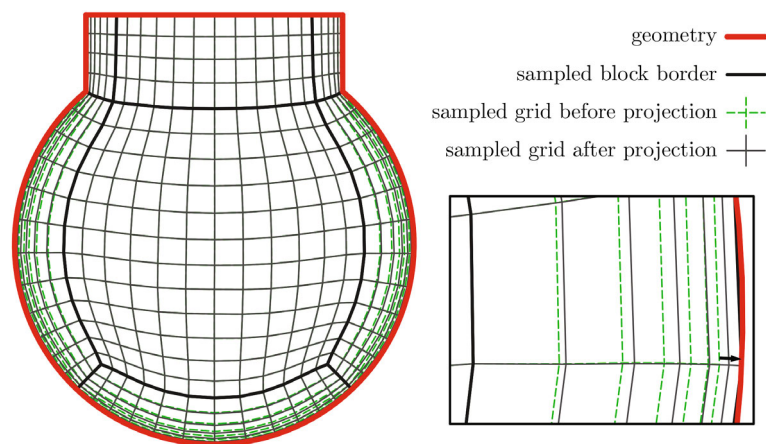 geometry
sampled block border
sampled grid before projection
sampled grid after projection